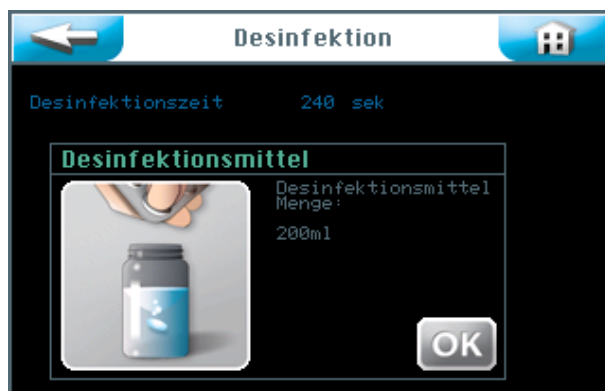 Desinfektion
Desinfektionszeit 240 sek
Desinfektionsmittel
Desinfektionsmittel
Menge:
200ml
OK